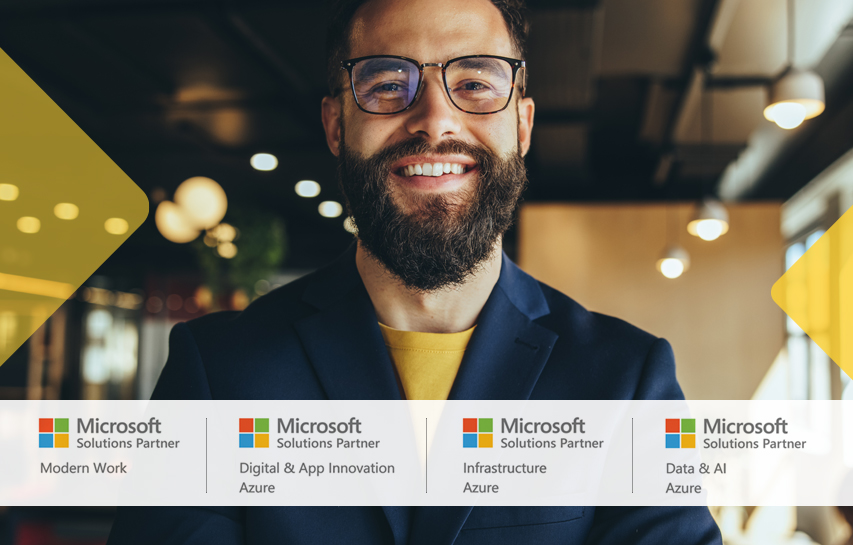 Microsoft
Solutions Partner
Modern Work
Microsoft
Solutions Partner
Digital & App Innovation
Azure
Microsoft
Solutions Partner
Infrastructure
Azure
Microsoft
Solutions Partner
Data & AI
Azure